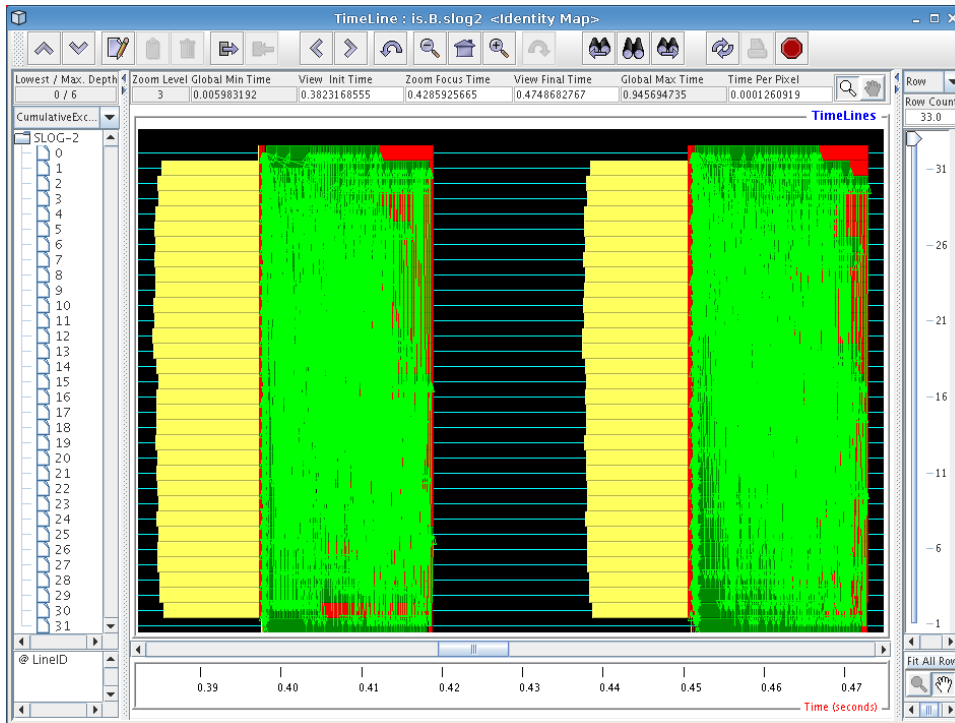 TimeLine : is.B.slog2 <Identity Map>
Lowest / Max. Depth
0 / 6
Zoom Level Global Min Time View Init Time Zoom Focus Time View Final Time Global Max Time Time Per Pixel
3 0.005983192 0.3823168555 0.4285925665 0.4748682767 0.945694735 0.0001260919
Row
Row Count
33.0
CumulativeExc...
TimeLines
SLOG-2
0
1
2
3
4
5
6
7
8
9
10
11
12
13
14
15
16
17
18
19
20
21
22
23
24
25
26
27
28
29
30
31
31
26
21
16
11
6
1
@ LineID
0.39 0.40 0.41 0.42 0.43 0.44 0.45 0.46 0.47
Time (seconds)
Fit All Row